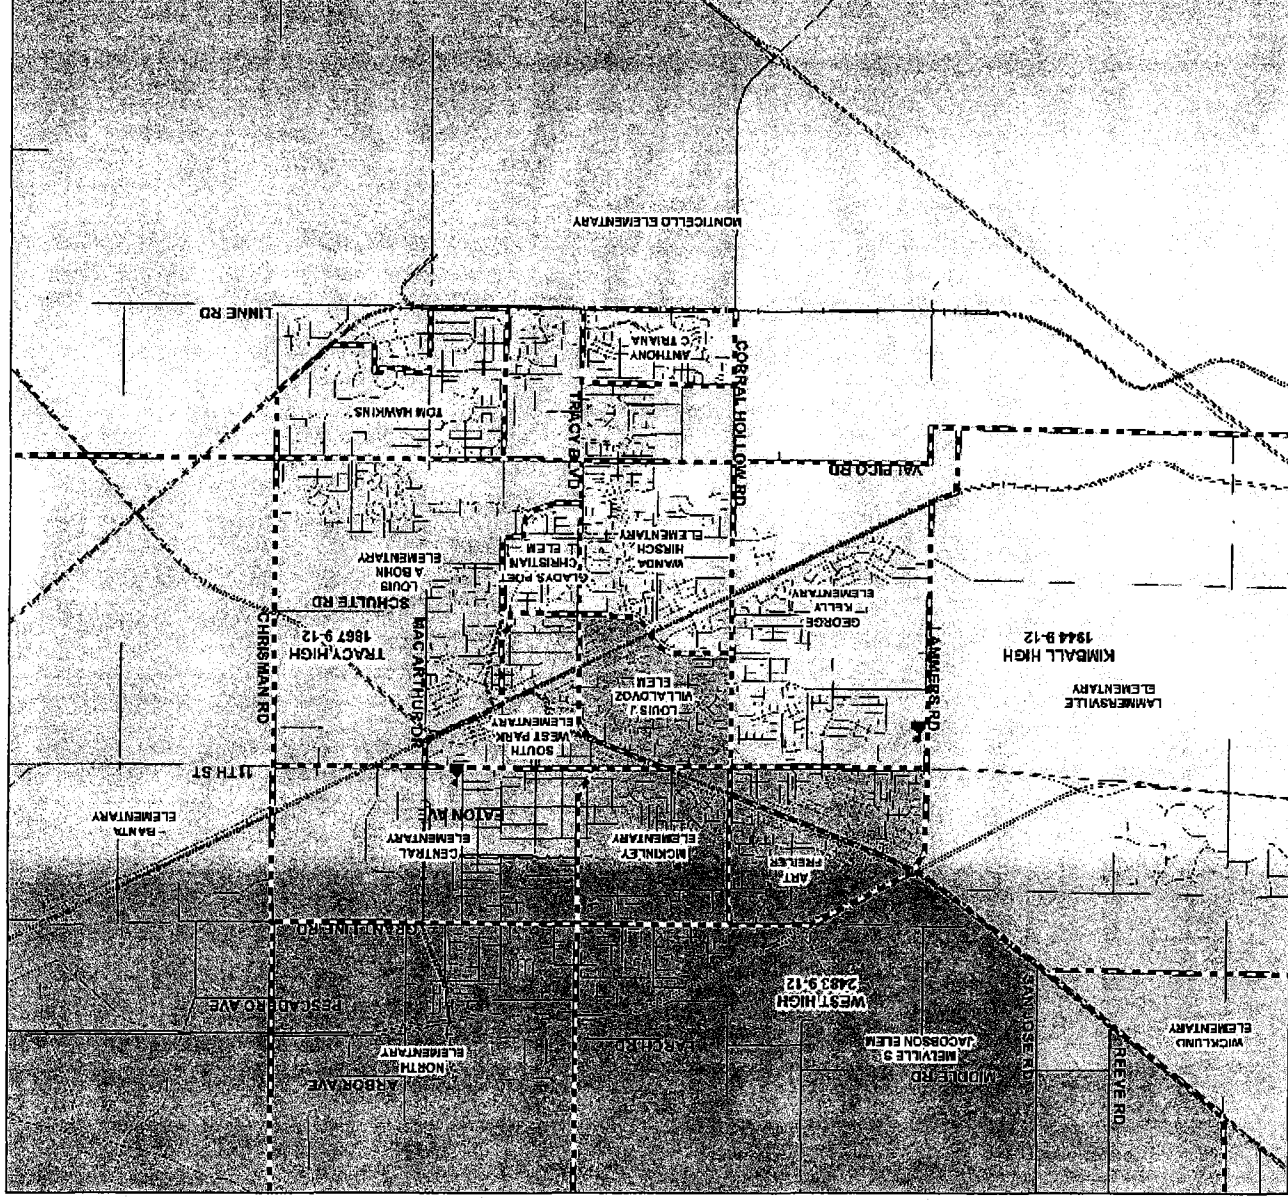 ARBOR AVE
MIDDLE RD
REEVE RD
NORTH
ELEMENTARY
MELVILLE S
JACOBSON ELEM
WICKLUND
ELEMENTARY
LARCH RD
SAN JOSE RD
PESCADERO AVE
WEST HIGH
2483 9-12
GRANT LINE RD
ART
FREILER
MCKINLEY
ELEMENTARY
CENTRAL
ELEMENTARY
EATON AV
BANTA
ELEMENTARY
11TH ST
SOUTH
WEST PARK
ELEMENTARY
LOUIS J
VILLALOVOZ
ELEM
LAMMERSVILLE
ELEMENTARY
KIMBALL HIGH
1944 9-12
LAMMERS RD
MAC ARTHUR DR
CHRISMAN RD
TRACY HIGH
1867 9-12
SCHULTE RD
GEORGE
KELLY
ELEMENTARY
GLADYS POET
CHRISTIAN
ELEM
LOUIS
A BOHN
ELEMENTARY
WANDA
HIRSCH
ELEMENTARY
VALPICO RD
CORRAL HOLLOW RD
TRACY BLVD
TOM HAWKINS
ANTHONY
C TRIANA
LINNE RD
MONTICELLO ELEMENTARY